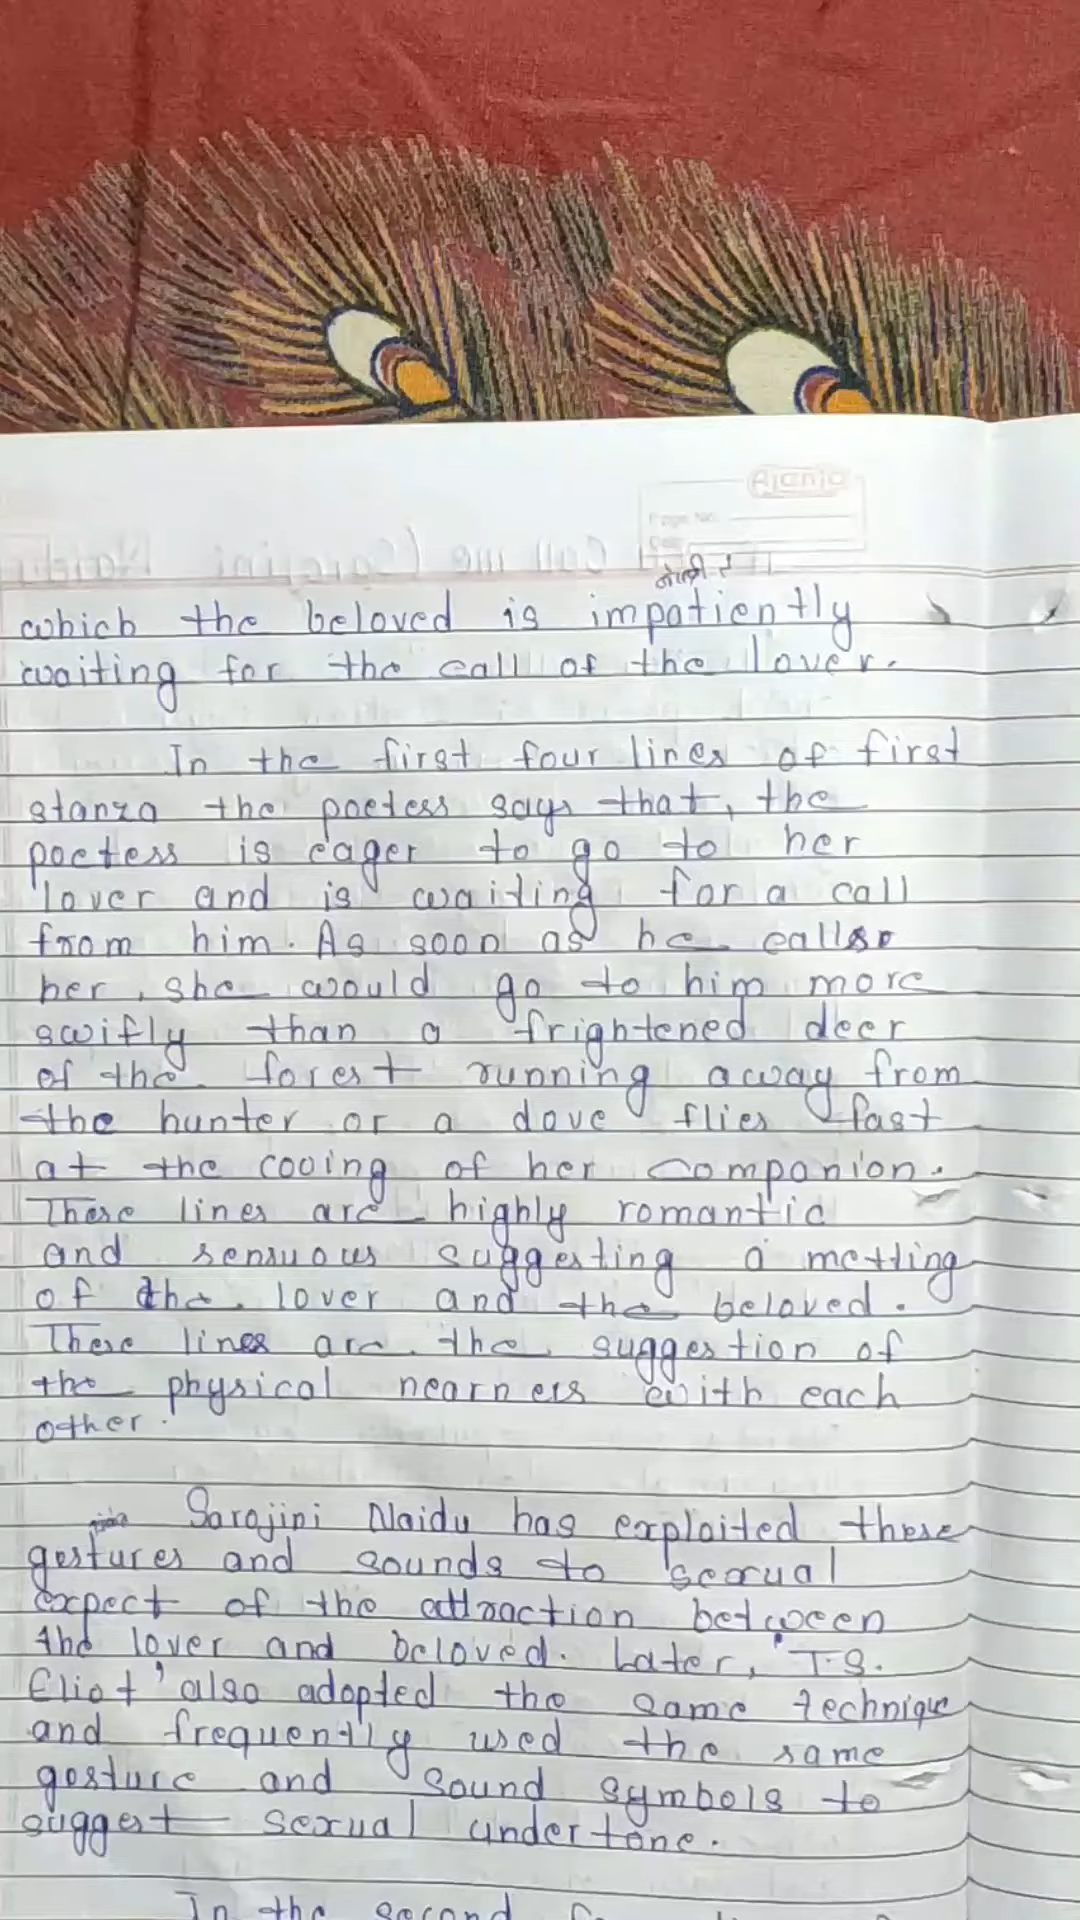 Ajanta
Page No.
which the beloved is impatiently
waiting for the call of the lover.
In the first four lines of first
stanza the poetess says that, the
poetess is eager to go to her
lover and is waiting for a call
from him. As soon as he calls
her, she would go to him more
swifly than a frightened deer
of the forest running away from
the hunter or a dove flies fast
at the cooing of her companion.
These lines are highly romantic
and sensuous suggesting a metting
of the lover and the beloved.
These lines are the suggestion of
the physical nearness with each
other.
Sarojini Naidu has exploited these
gestures and sounds to sexual
expect of the attraction between
the lover and beloved. Later, 'T.S.
Eliot' also adopted the same technique
and frequently used the same
gesture and sound symbols to
suggest sexual undertone.
In the second